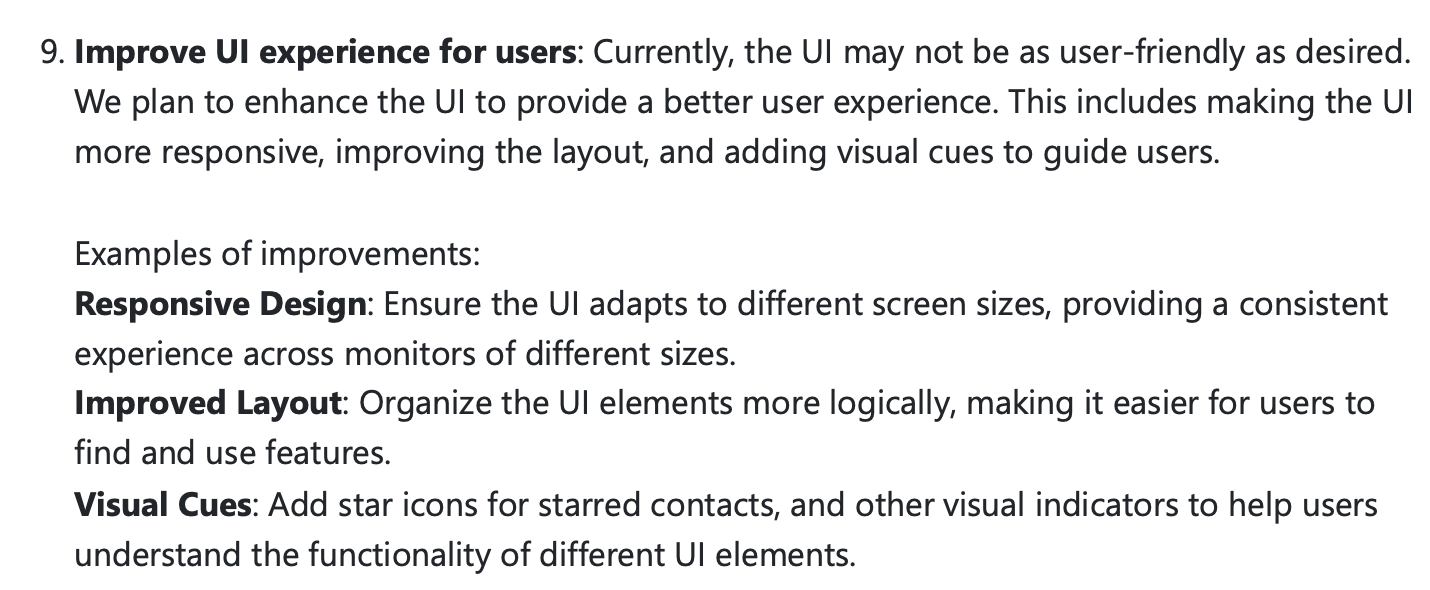 9. Improve UI experience for users: Currently, the UI may not be as user-friendly as desired.
We plan to enhance the UI to provide a better user experience. This includes making the UI
more responsive, improving the layout, and adding visual cues to guide users.
Examples of improvements:
Responsive Design: Ensure the UI adapts to different screen sizes, providing a consistent
experience across monitors of different sizes.
Improved Layout: Organize the UI elements more logically, making it easier for users to
find and use features.
Visual Cues: Add star icons for starred contacts, and other visual indicators to help users
understand the functionality of different UI elements.